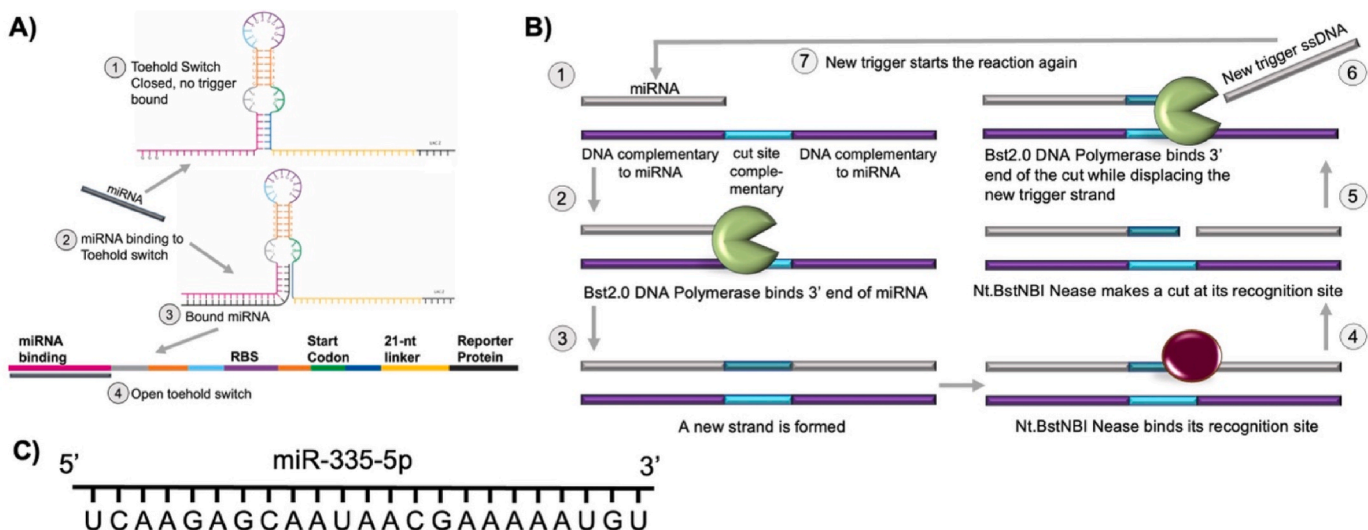 A)
1 Toehold Switch
Closed, no trigger
bound
miRNA
2 miRNA binding to
Toehold switch
3 Bound miRNA
miRNA
binding
RBS
Start
Codon
21-nt
linker
Reporter
Protein
4 Open toehold switch
B)
7 New trigger starts the reaction again
1
miRNA
DNA complementary
to miRNA
cut site
comple-
mentary
DNA complementary
to miRNA
2
Bst2.0 DNA Polymerase binds 3' end of miRNA
3
A new strand is formed
New trigger ssDNA
6
Bst2.0 DNA Polymerase binds 3'
end of the cut while displacing the
new trigger strand
5
Nt.BstNBI Nease makes a cut at its recognition site
4
Nt.BstNBI Nease binds its recognition site
C)
5' miR-335-5p 3'
U C A A G A G C A A U A A C G A A A A A U G U